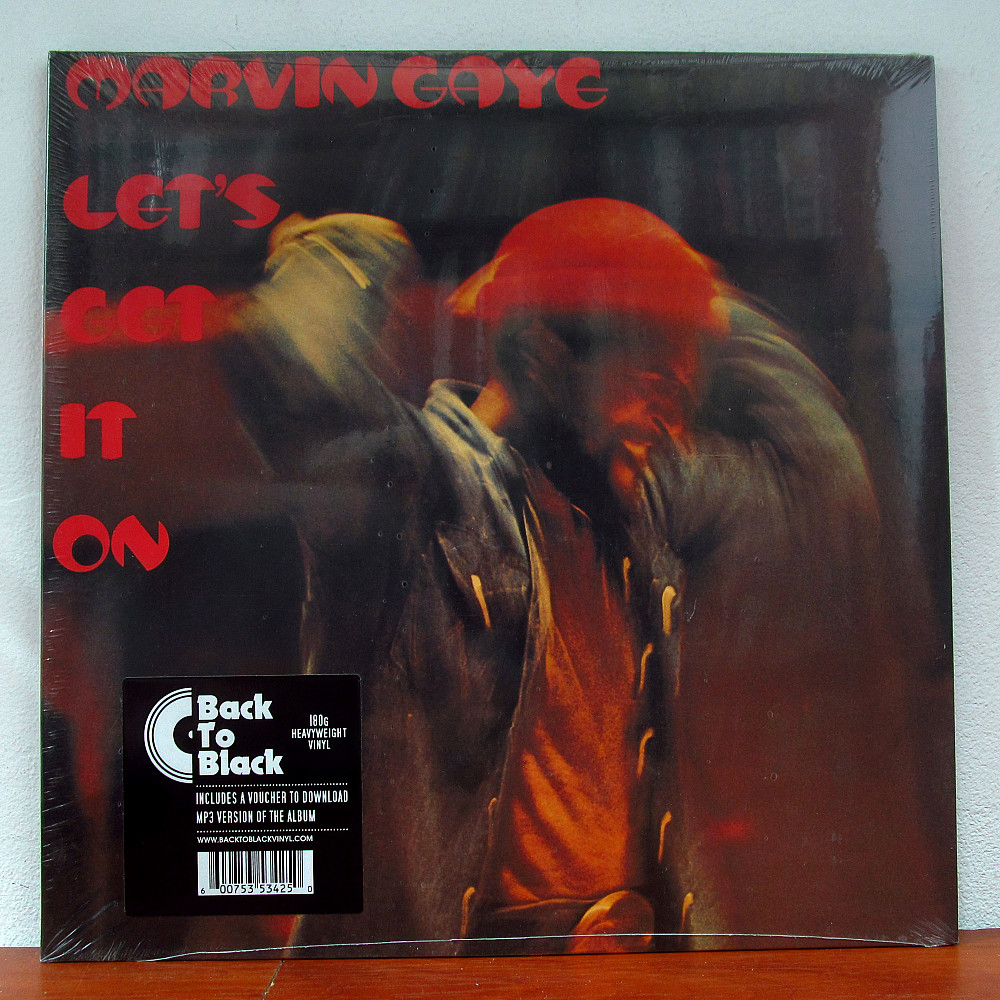 MARVIN GAYE
LET'S
GET
IT
ON
Back
To
Black
180g
HEAVYWEIGHT
VINYL
INCLUDES A VOUCHER TO DOWNLOAD
MP3 VERSION OF THE ALBUM
WWW.BACKTOBLACKVINYL.COM
6 00753 53425 0